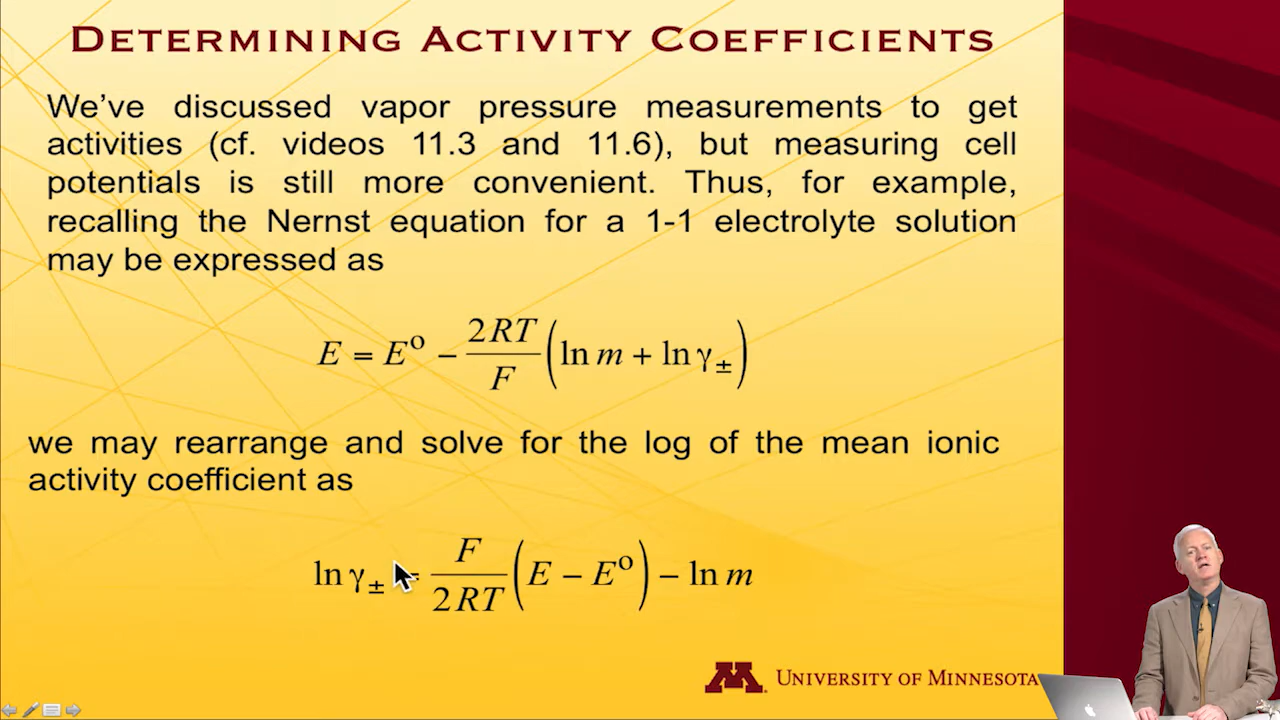 DETERMINING ACTIVITY COEFFICIENTS
We've discussed vapor pressure measurements to get
activities (cf. videos 11.3 and 11.6), but measuring cell
potentials is still more convenient. Thus, for example,
recalling the Nernst equation for a 1-1 electrolyte solution
may be expressed as
E = E° − 2RT/F (ln m + ln γ±)
we may rearrange and solve for the log of the mean ionic
activity coefficient as
ln γ± = F/2RT (E − E°) − ln m
M UNIVERSITY OF MINNESOTA